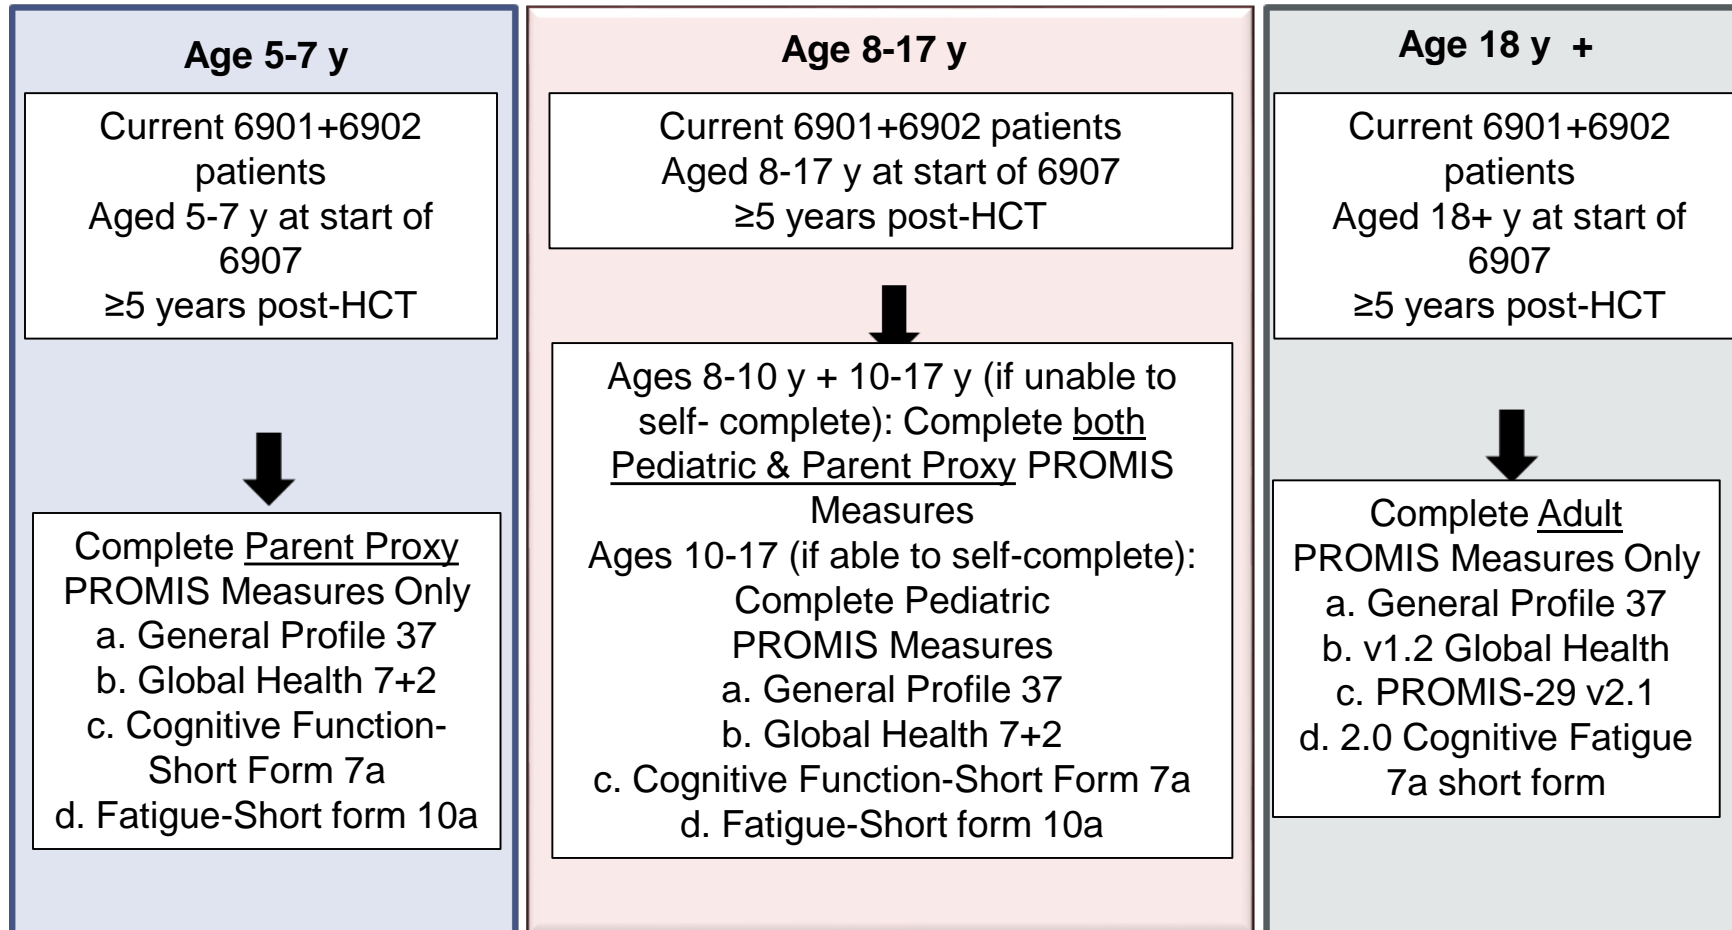 Age 5-7 y
Current 6901+6902
patients
Aged 5-7 y at start of
6907
≥5 years post-HCT
Complete Parent Proxy
PROMIS Measures Only
a. General Profile 37
b. Global Health 7+2
c. Cognitive Function-
Short Form 7a
d. Fatigue-Short form 10a
Age 8-17 y
Current 6901+6902 patients
Aged 8-17 y at start of 6907
≥5 years post-HCT
Ages 8-10 y + 10-17 y (if unable to
self- complete): Complete both
Pediatric & Parent Proxy PROMIS
Measures
Ages 10-17 (if able to self-complete):
Complete Pediatric
PROMIS Measures
a. General Profile 37
b. Global Health 7+2
c. Cognitive Function-Short Form 7a
d. Fatigue-Short form 10a
Age 18 y +
Current 6901+6902
patients
Aged 18+ y at start of
6907
≥5 years post-HCT
Complete Adult
PROMIS Measures Only
a. General Profile 37
b. v1.2 Global Health
c. PROMIS-29 v2.1
d. 2.0 Cognitive Fatigue
7a short form